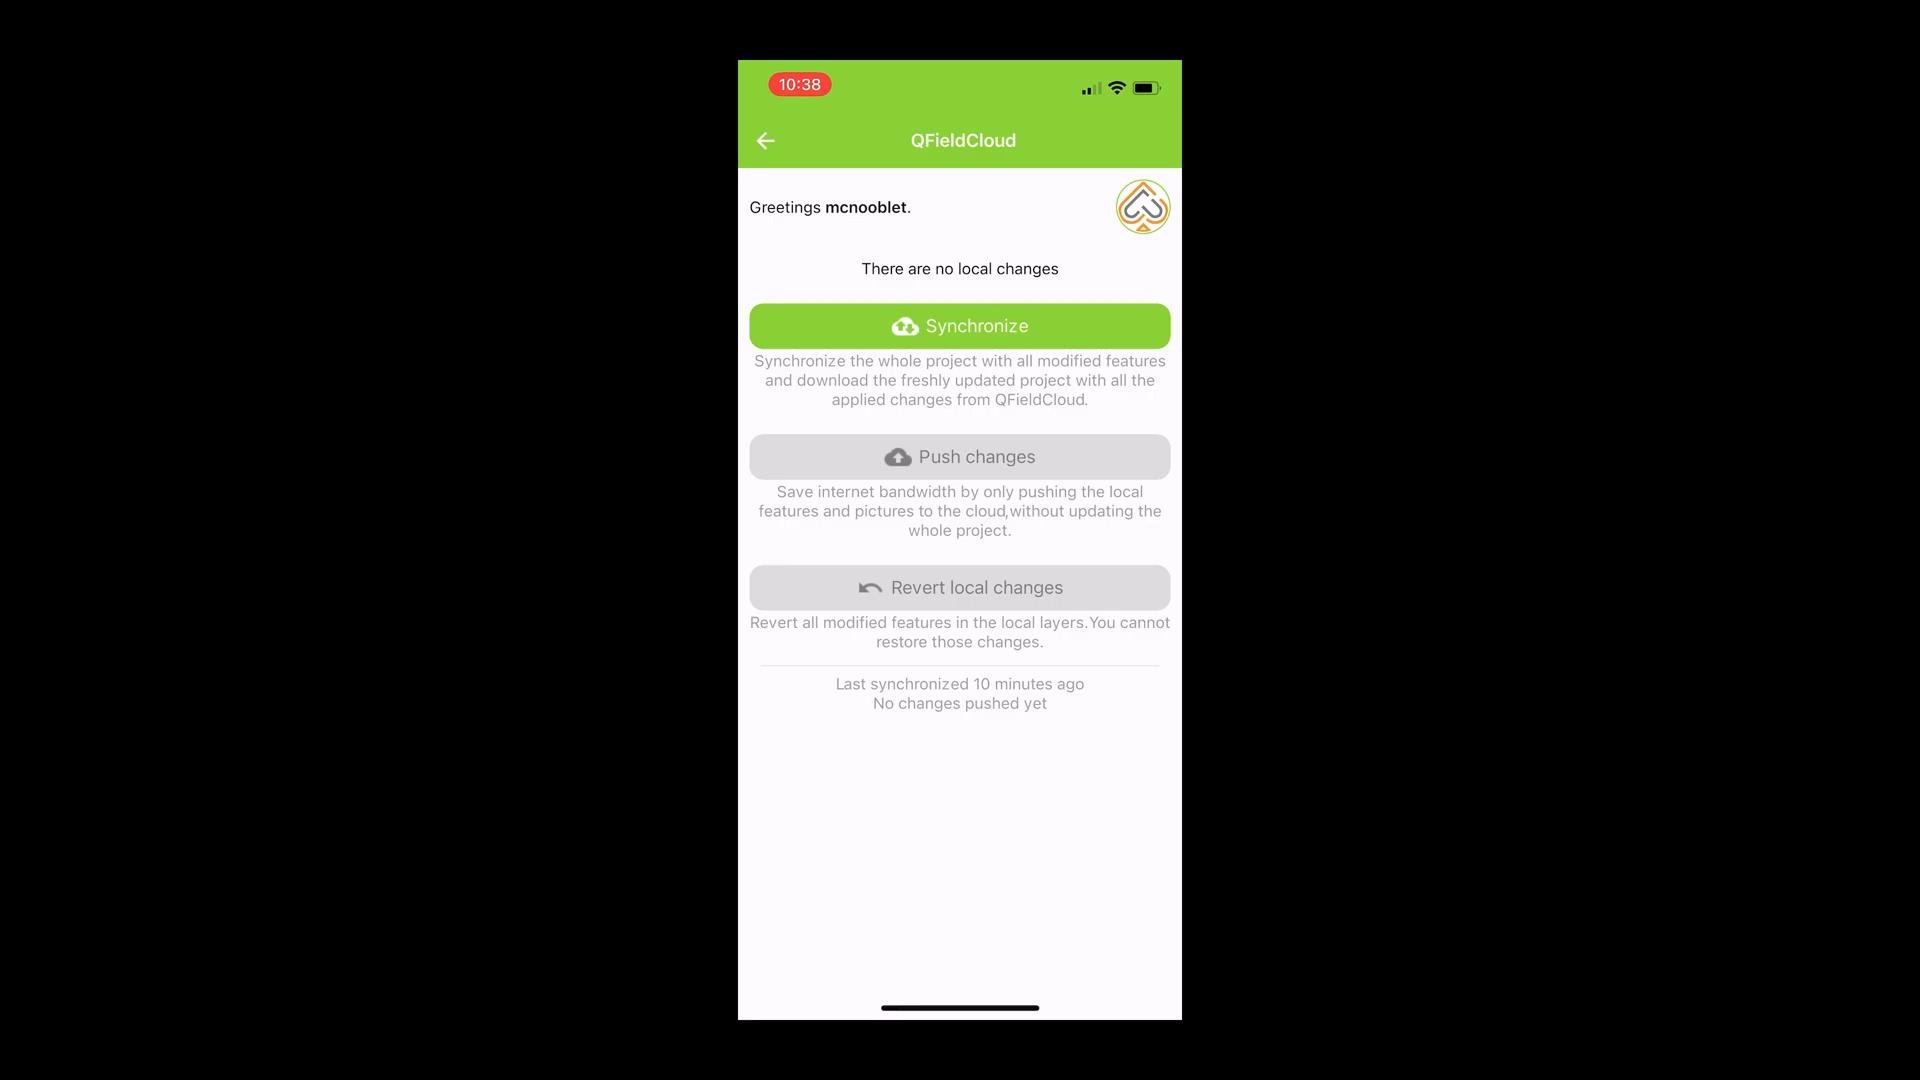 10:38
QFieldCloud
Greetings mcnooblet.
There are no local changes
Synchronize
Synchronize the whole project with all modified features
and download the freshly updated project with all the
applied changes from QFieldCloud.
Push changes
Save internet bandwidth by only pushing the local
features and pictures to the cloud,without updating the
whole project.
Revert local changes
Revert all modified features in the local layers.You cannot
restore those changes.
Last synchronized 10 minutes ago
No changes pushed yet